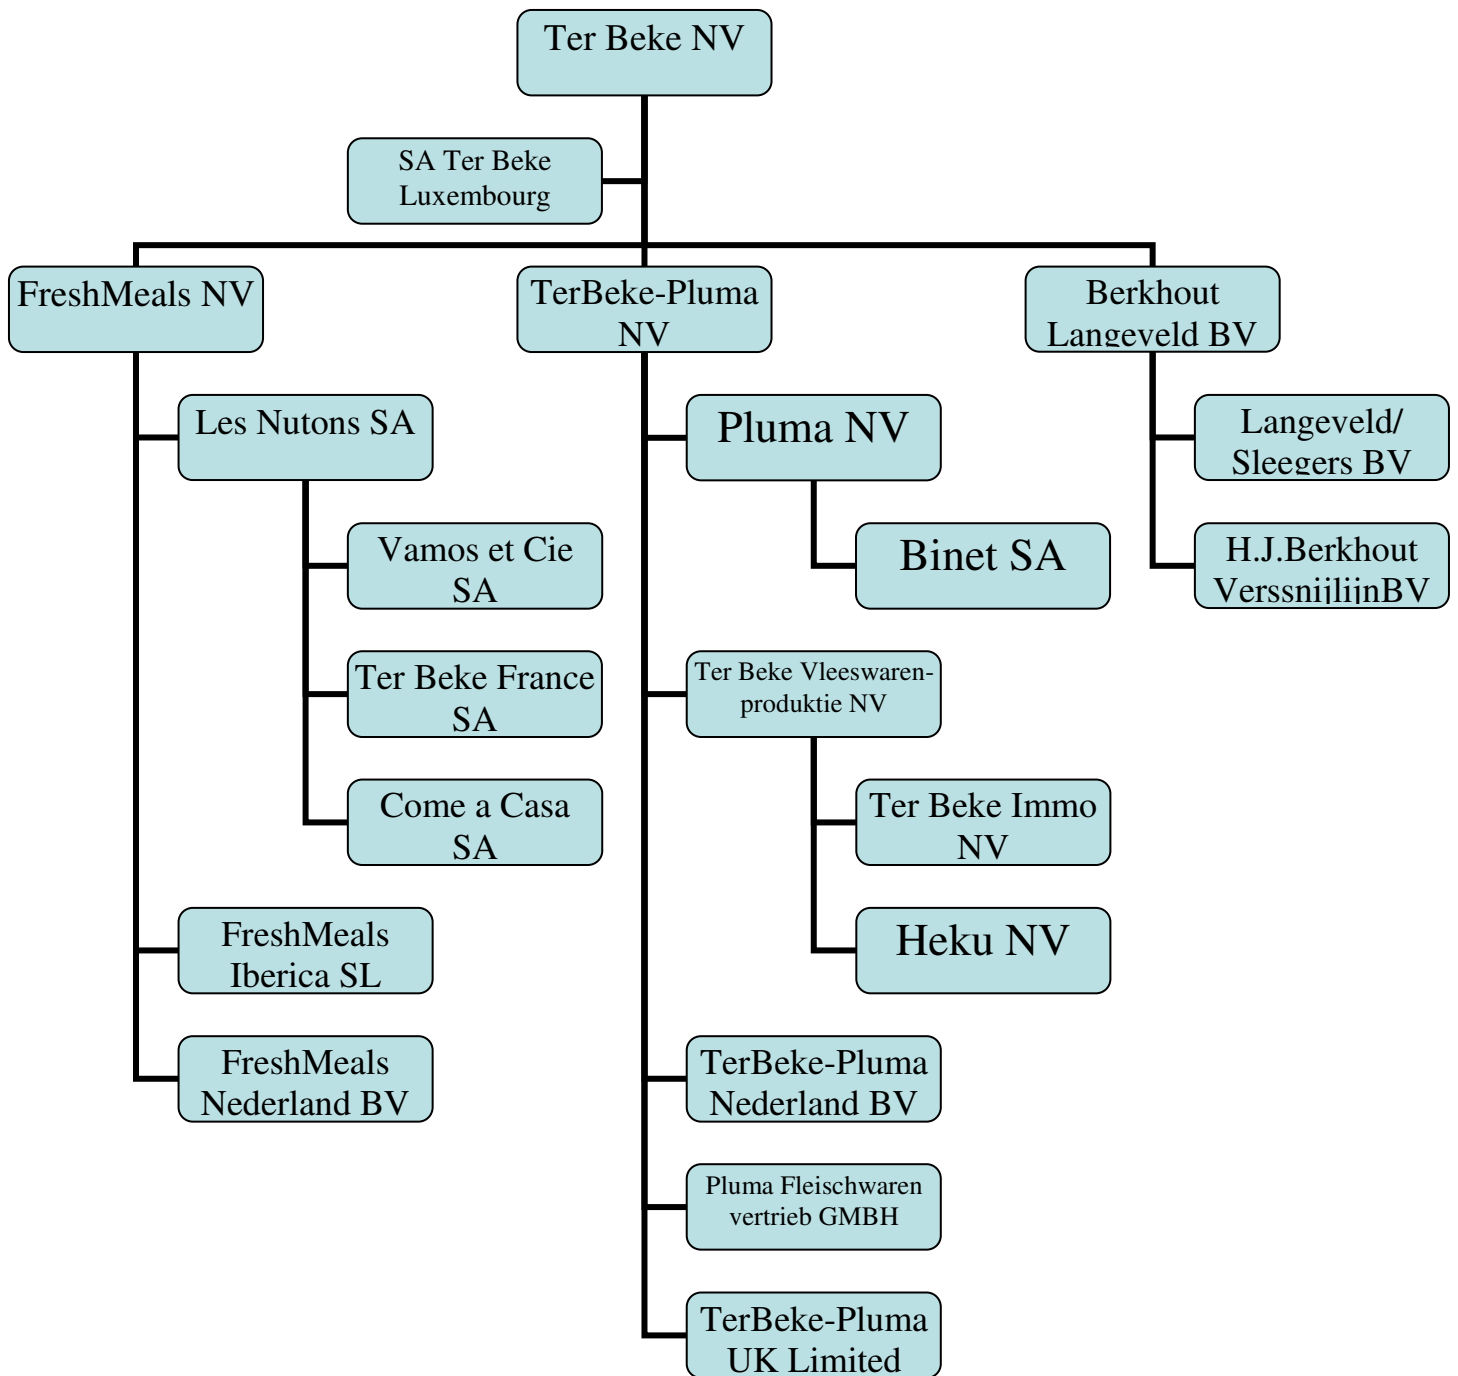 Ter Beke NV
SA Ter Beke
Luxembourg
FreshMeals NV
TerBeke-Pluma
NV
Berkhout
Langeveld BV
Les Nutons SA
Pluma NV
Langeveld/
Sleegers BV
Vamos et Cie
SA
Binet SA
H.J.Berkhout
VerssnijlijnBV
Ter Beke France
SA
Ter Beke Vleeswaren-
produktie NV
Come a Casa
SA
Ter Beke Immo
NV
FreshMeals
Iberica SL
Heku NV
FreshMeals
Nederland BV
TerBeke-Pluma
Nederland BV
Pluma Fleischwaren
vertrieb GMBH
TerBeke-Pluma
UK Limited